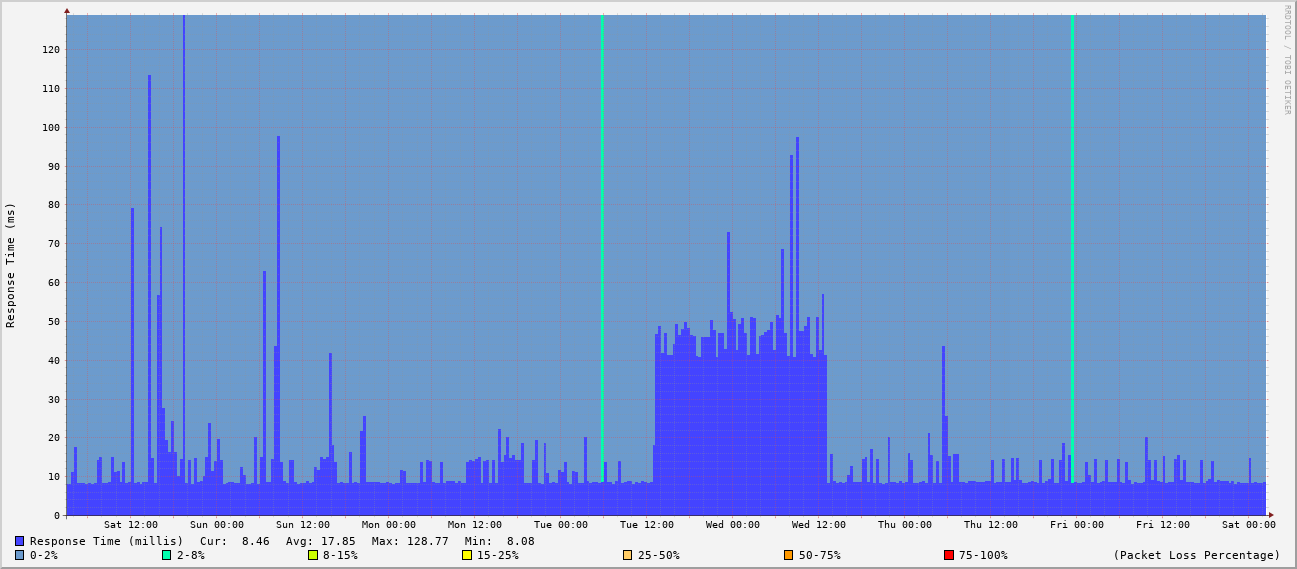 RRDTOOL / TOBI OETIKER
Response Time (ms)
120
110
100
90
80
70
60
50
40
30
20
10
0
Sat 12:00 Sun 00:00 Sun 12:00 Mon 00:00 Mon 12:00 Tue 00:00 Tue 12:00 Wed 00:00 Wed 12:00 Thu 00:00 Thu 12:00 Fri 00:00 Fri 12:00 Sat 00:00
Response Time (millis) Cur: 8.46 Avg: 17.85 Max: 128.77 Min: 8.08
0-2% 2-8% 8-15% 15-25% 25-50% 50-75% 75-100% (Packet Loss Percentage)